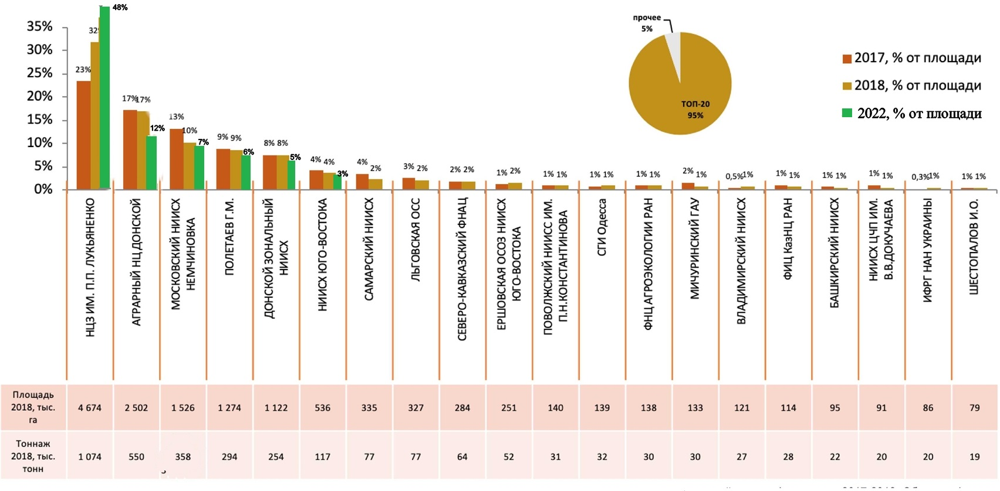 48%
35%
30%
25%
20%
15%
10%
5%
0%
23%
32
17% 17% 12%
13% 10% 7%
9% 9% 6%
8% 8% 5%
4% 4% 3%
4% 2%
3% 2%
2% 2%
1% 2%
1% 1%
1% 1%
1% 1%
2% 1%
0,5% 1%
1% 1%
1% 1%
1% 1%
0,3% 1%
1% 1%
прочее
5%
ТОП-20
95%
2017, % от площади
2018, % от площади
2022, % от площади
НЦЗ ИМ. П.П. ЛУКЬЯНЕНКО
АГРАРНЫЙ НЦ ДОНСКОЙ
МОСКОВСКИЙ НИИСХ
НЕМЧИНОВКА
ПОЛЕТАЕВ Г.М.
ДОНСКОЙ ЗОНАЛЬНЫЙ
НИИСХ
НИИСХ ЮГО-ВОСТОКА
САМАРСКИЙ НИИСХ
ЛЬГОВСКАЯ ОСС
СЕВЕРО-КАВКАЗСКИЙ ФНАЦ
ЕРШОВСКАЯ ОСОЗ НИИСХ
ЮГО-ВОСТОКА
ПОВОЛЖСКИЙ НИИСС ИМ.
П.Н.КОНСТАНТИНОВА
СГИ Одесса
ФНЦ АГРОЭКОЛОГИИ РАН
МИЧУРИНСКИЙ ГАУ
ВЛАДИМИРСКИЙ НИИСХ
ФИЦ КазНЦ РАН
БАШКИРСКИЙ НИИСХ
НИИСХ ЦЧП ИМ.
В.В.ДОКУЧАЕВА
ИФРГ НАН УКРАИНЫ
ШЕСТОПАЛОВ И.О.
Площадь
2018, тыс.
га
4 674 2 502 1 526 1 274 1 122 536 335 327 284 251 140 139 138 133 121 114 95 91 86 79
Тоннаж
2018, тыс.
тонн
1 074 550 358 294 254 117 77 77 64 52 31 32 30 30 27 28 22 20 20 19